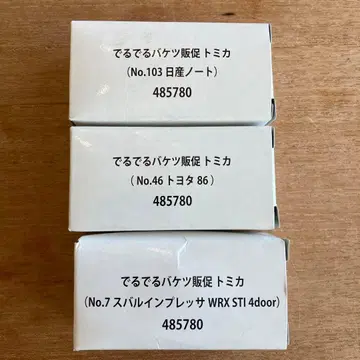 でるでるバケツ販促 トミカ
（No.103 日産ノート）
485780
でるでるバケツ販促 トミカ
（ No.46 トヨタ 86 ）
485780
でるでるバケツ販促 トミカ
（No.7 スバルインプレッサ WRX STI 4door）
485780